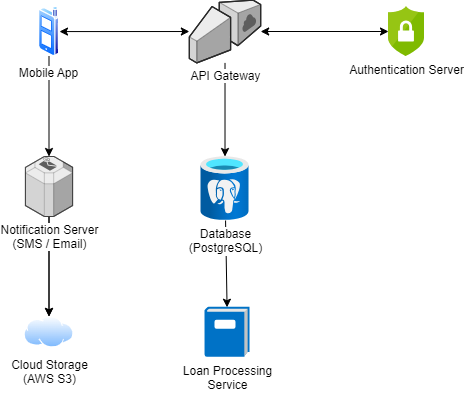 Mobile App
API Gateway
Authentication Server
Notification Server
(SMS / Email)
Database
(PostgreSQL)
Cloud Storage
(AWS S3)
Loan Processing
Service